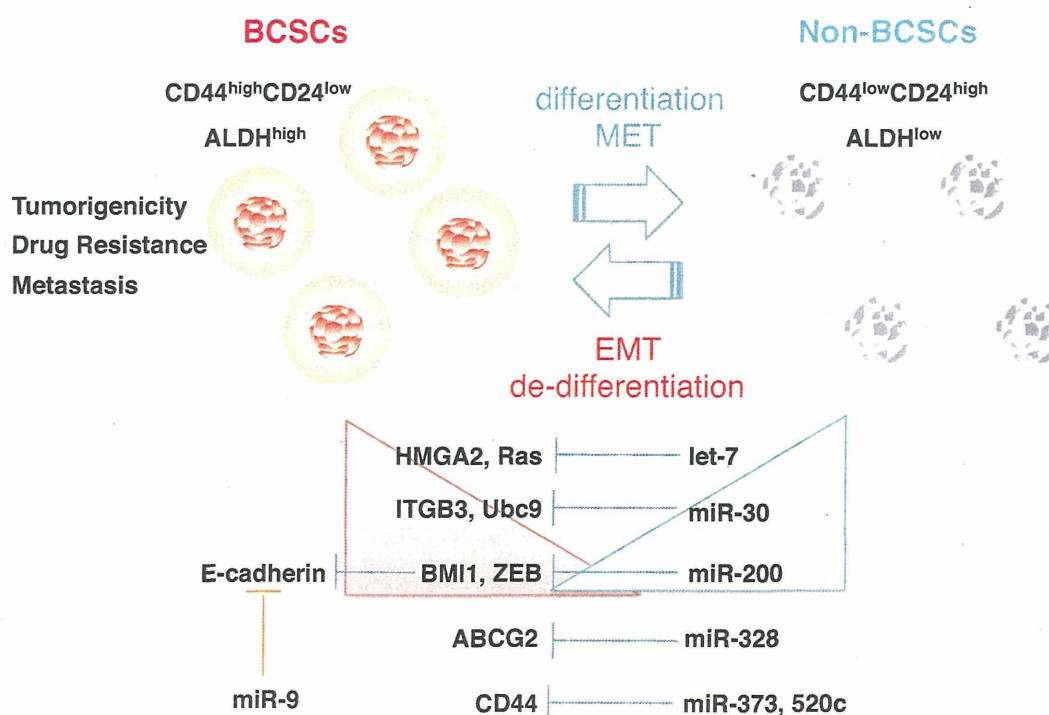 BCSCs
CD44highCD24low
ALDHhigh
Tumorigenicity
Drug Resistance
Metastasis
differentiation
MET
EMT
de-differentiation
Non-BCSCs
CD44lowCD24high
ALDHlow
HMGA2, Ras
let-7
ITGB3, Ubc9
miR-30
E-cadherin
BMI1, ZEB
miR-200
ABCG2
miR-328
miR-9
CD44
miR-373, 520c